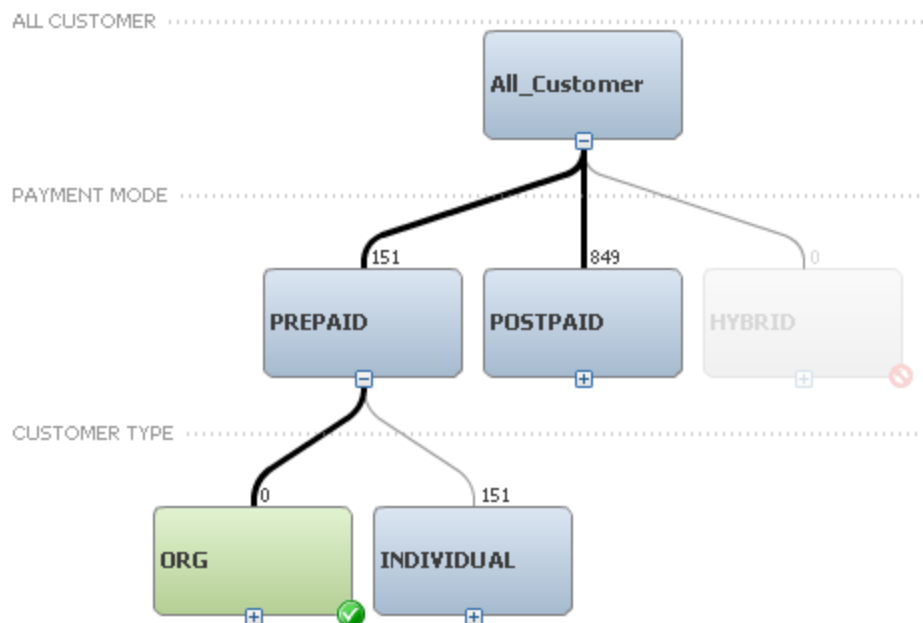 ALL CUSTOMER
All_Customer
PAYMENT MODE
151
849
0
PREPAID
POSTPAID
HYBRID
CUSTOMER TYPE
0
151
ORG
INDIVIDUAL